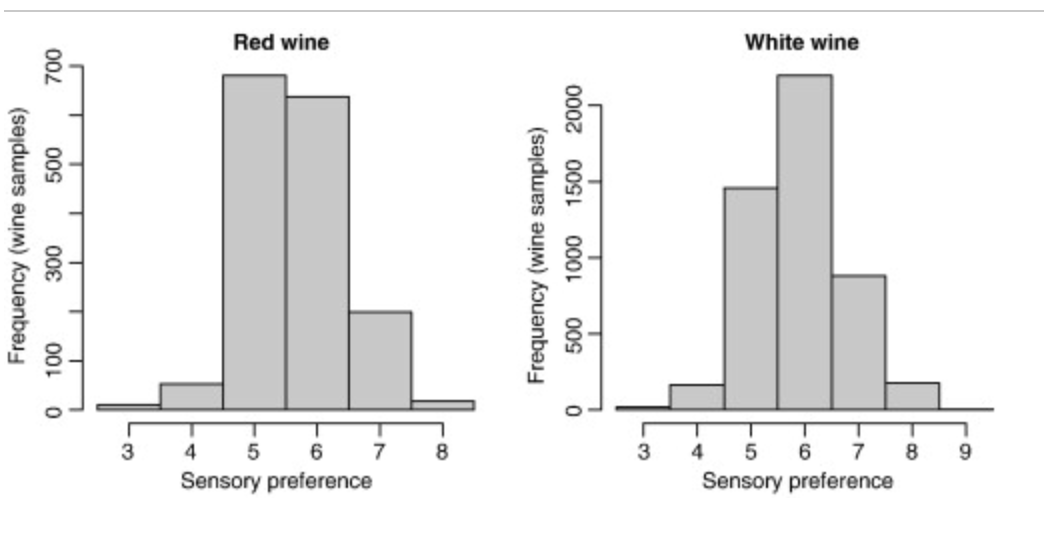 Red wine
Frequency (wine samples)
700
500
300
100
0
3 4 5 6 7 8
Sensory preference
White wine
Frequency (wine samples)
2000
1500
1000
500
0
3 4 5 6 7 8 9
Sensory preference